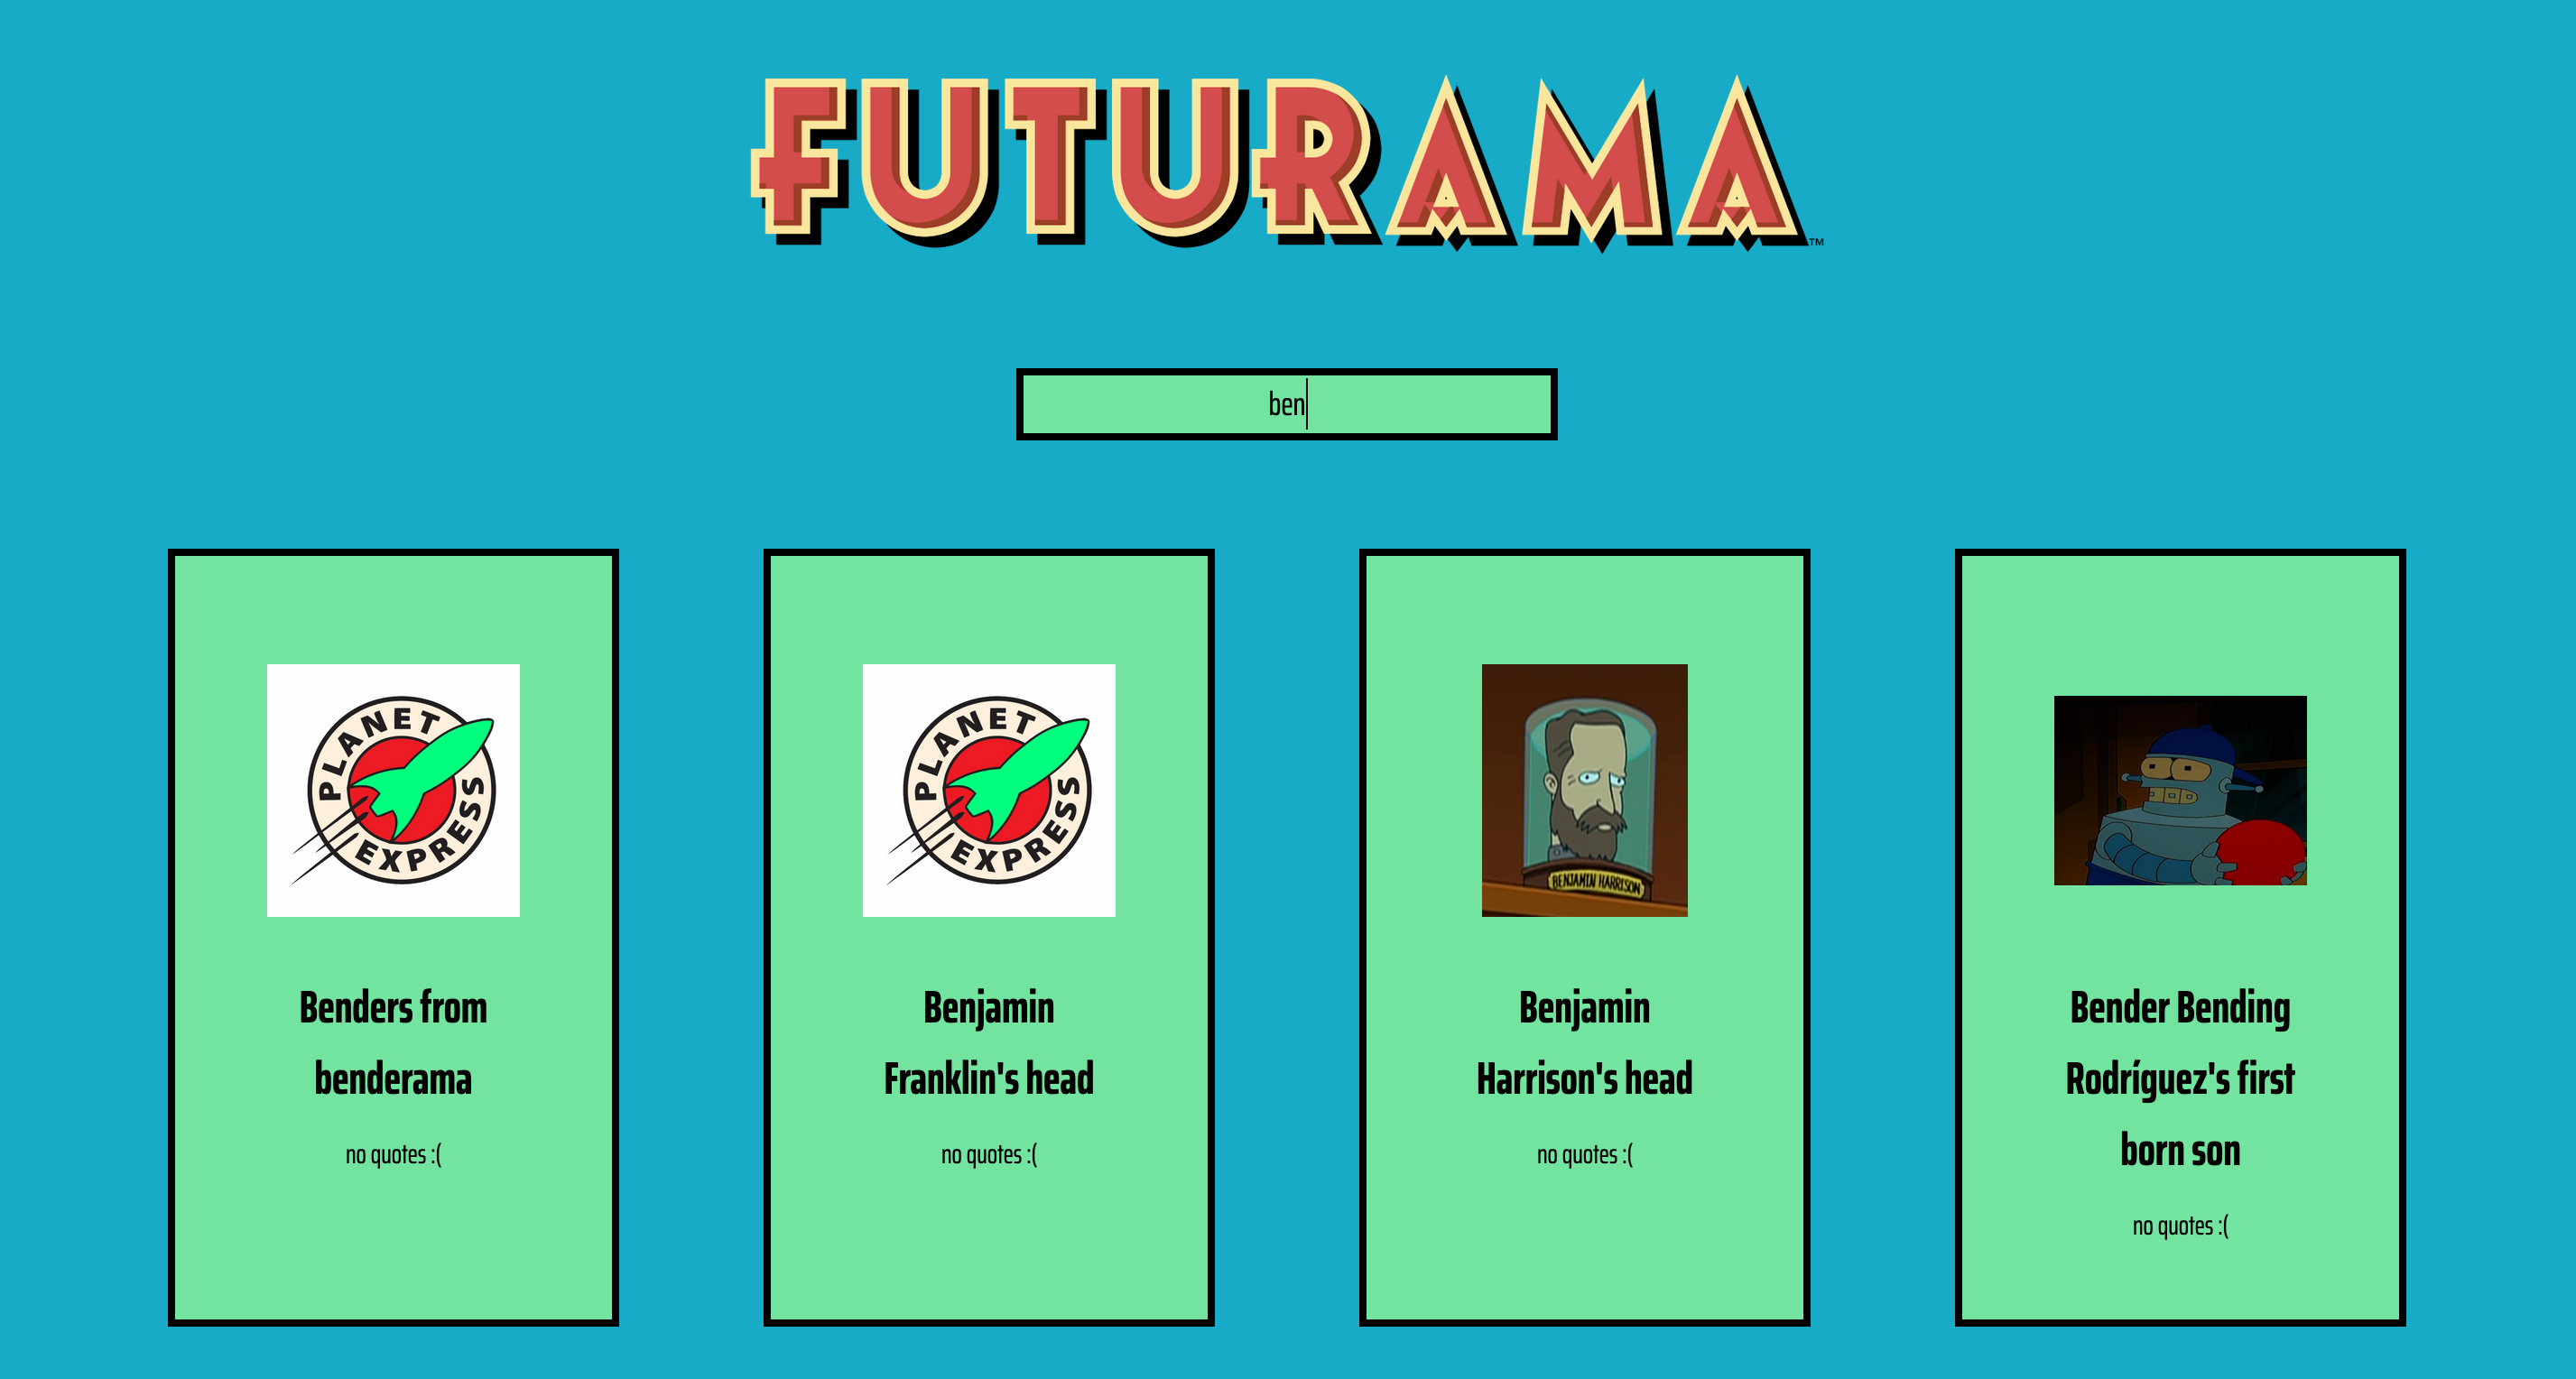 FUTURAMA™
ben
PLANET EXPRESS
Benders from
benderama
no quotes :(
PLANET EXPRESS
Benjamin
Franklin's head
no quotes :(
BENJAMIN HARRISON
Benjamin
Harrison's head
no quotes :(
Bender Bending
Rodríguez's first
born son
no quotes :(